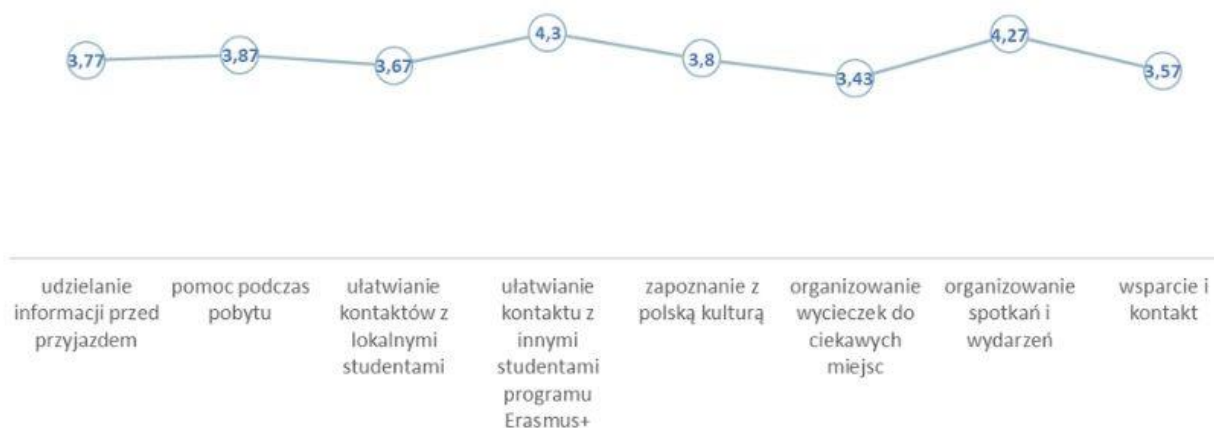 3,77
3,87
3,67
4,3
3,8
3,43
4,27
3,57
udzielanie
informacji przed
przyjazdem
pomoc podczas
pobytu
ułatwianie
kontaktów z
lokalnymi
studentami
ułatwianie
kontaktu z
innymi
studentami
programu
Erasmus+
zapoznanie z
polską kulturą
organizowanie
wycieczek do
ciekawych
miejsc
organizowanie
spotkań i
wydarzeń
wsparcie i
kontakt